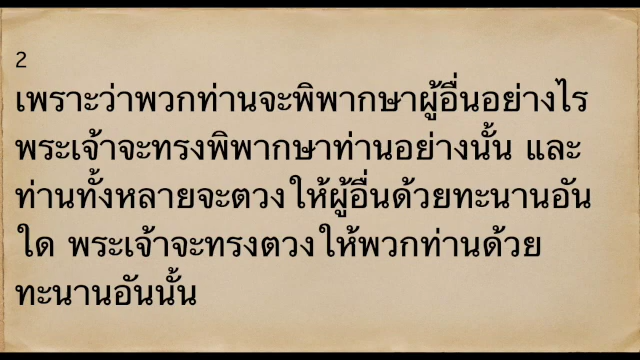 2
เพราะว่าพวกท่านจะพิพากษาผู้อื่นอย่างไร
พระเจ้าจะทรงพิพากษาท่านอย่างนั้น และ
ท่านทั้งหลายจะตวงให้ผู้อื่นด้วยทะนานอัน
ใด พระเจ้าจะทรงตวงให้พวกท่านด้วย
ทะนานอันนั้น